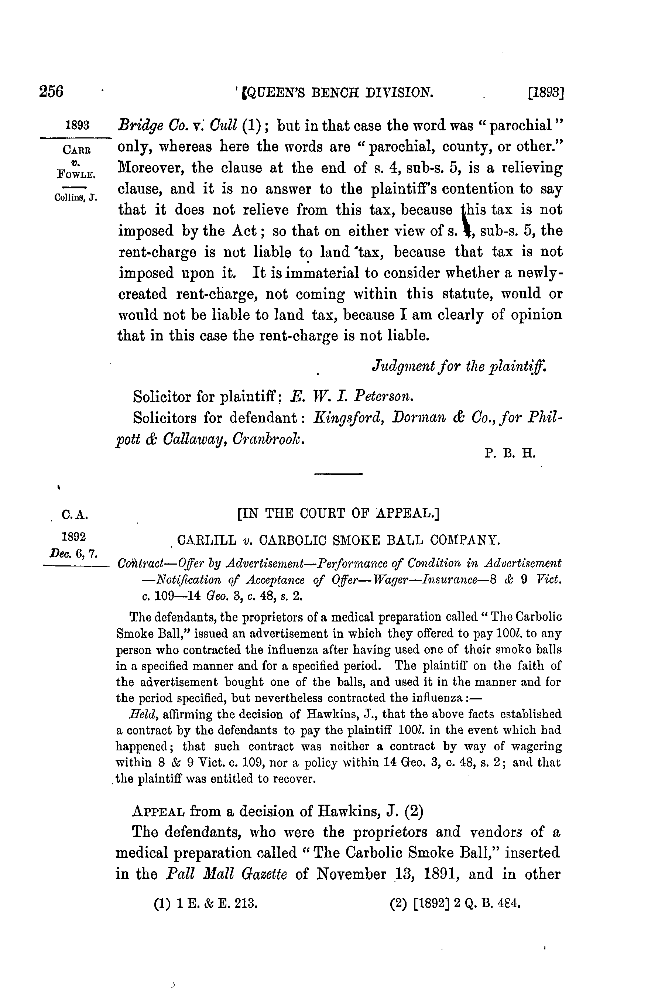 256 [QUEEN'S BENCH DIVISION. [1893]
1893
CARR
v.
FOWLE.
Collins, J.
Bridge Co. v. Cull (1); but in that case the word was "parochial"
only, whereas here the words are "parochial, county, or other."
Moreover, the clause at the end of s. 4, sub-s. 5, is a relieving
clause, and it is no answer to the plaintiff's contention to say
that it does not relieve from this tax, because this tax is not
imposed by the Act; so that on either view of s. 4, sub-s. 5, the
rent-charge is not liable to land tax, because that tax is not
imposed upon it. It is immaterial to consider whether a newly-
created rent-charge, not coming within this statute, would or
would not be liable to land tax, because I am clearly of opinion
that in this case the rent-charge is not liable.
Judgment for the plaintiff.
Solicitor for plaintiff: E. W. I. Peterson.
Solicitors for defendant: Kingsford, Dorman & Co., for Phil-
pott & Callaway, Cranbrook.
P. B. H.
C. A.
1892
Dec. 6, 7.
[IN THE COURT OF APPEAL.]
CARLILL v. CARBOLIC SMOKE BALL COMPANY.
Contract—Offer by Advertisement—Performance of Condition in Advertisement
—Notification of Acceptance of Offer—Wager—Insurance—8 & 9 Vict.
c. 109—14 Geo. 3, c. 48, s. 2.
The defendants, the proprietors of a medical preparation called "The Carbolic
Smoke Ball," issued an advertisement in which they offered to pay 100l. to any
person who contracted the influenza after having used one of their smoke balls
in a specified manner and for a specified period. The plaintiff on the faith of
the advertisement bought one of the balls, and used it in the manner and for
the period specified, but nevertheless contracted the influenza:—
Held, affirming the decision of Hawkins, J., that the above facts established
a contract by the defendants to pay the plaintiff 100l. in the event which had
happened; that such contract was neither a contract by way of wagering
within 8 & 9 Vict. c. 109, nor a policy within 14 Geo. 3, c. 48, s. 2; and that
the plaintiff was entitled to recover.
APPEAL from a decision of Hawkins, J. (2)
The defendants, who were the proprietors and vendors of a
medical preparation called "The Carbolic Smoke Ball," inserted
in the Pall Mall Gazette of November 13, 1891, and in other
(1) 1 E. & E. 213. (2) [1892] 2 Q. B. 484.